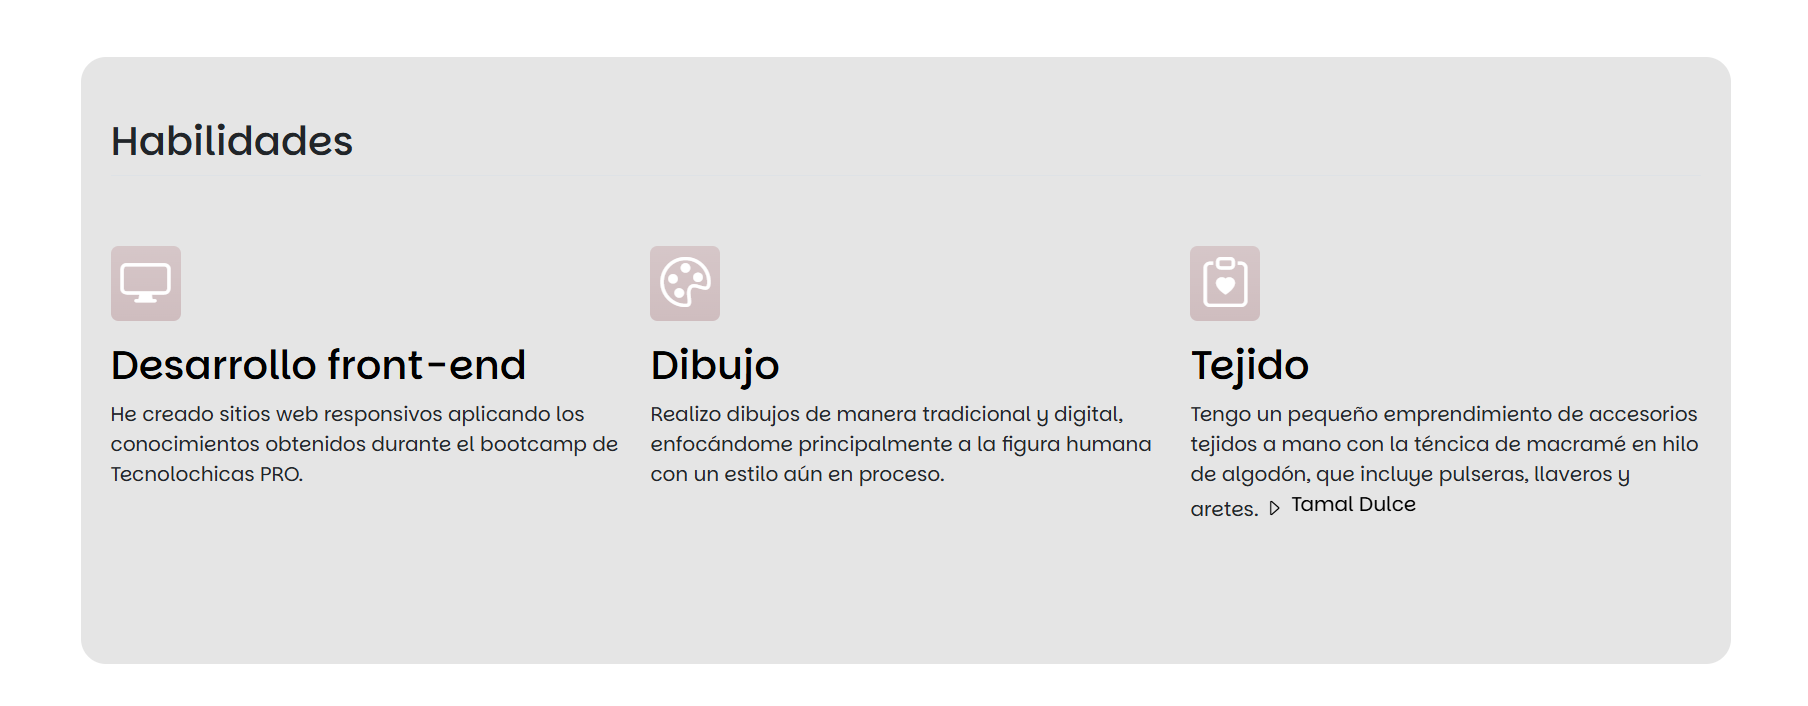 Habilidades
Desarrollo front-end
He creado sitios web responsivos aplicando los
conocimientos obtenidos durante el bootcamp de
Tecnolochicas PRO.
Dibujo
Realizo dibujos de manera tradicional y digital,
enfocándome principalmente a la figura humana
con un estilo aún en proceso.
Tejido
Tengo un pequeño emprendimiento de accesorios
tejidos a mano con la téncica de macramé en hilo
de algodón, que incluye pulseras, llaveros y
aretes. Tamal Dulce